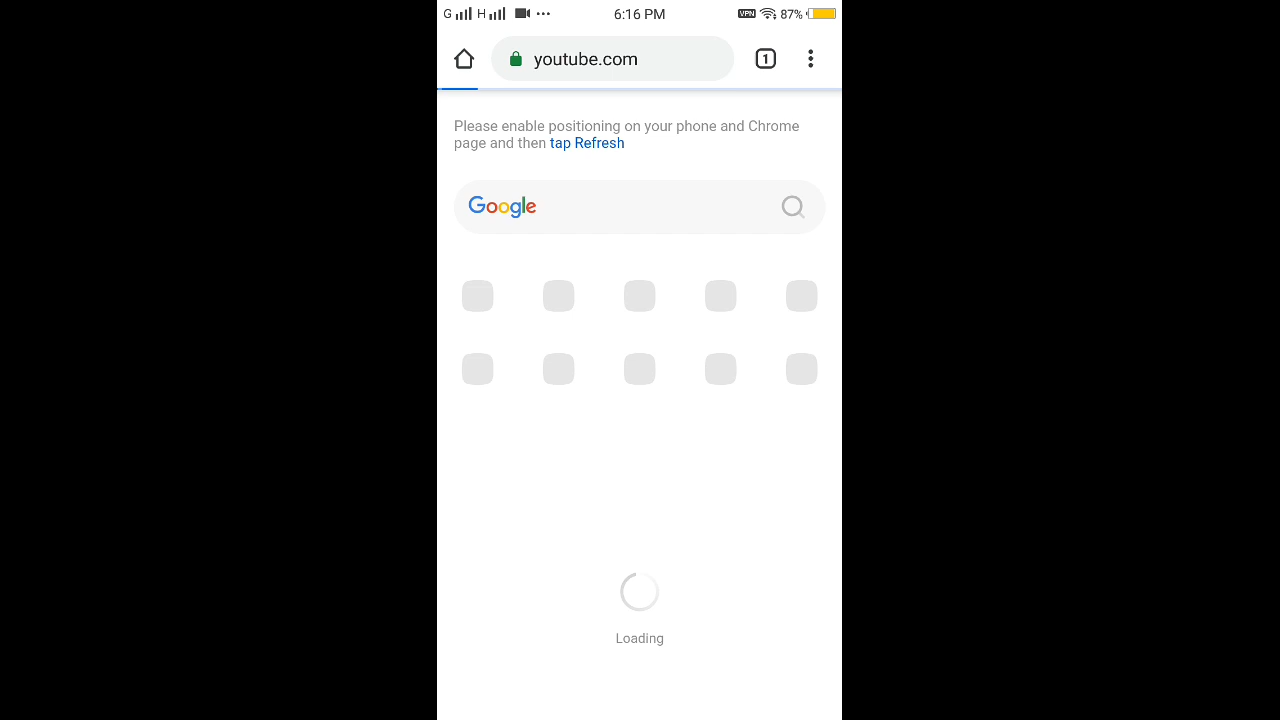 G H ... 6:16 PM VPN 87%
youtube.com 1
Please enable positioning on your phone and Chrome
page and then tap Refresh
Google
Loading